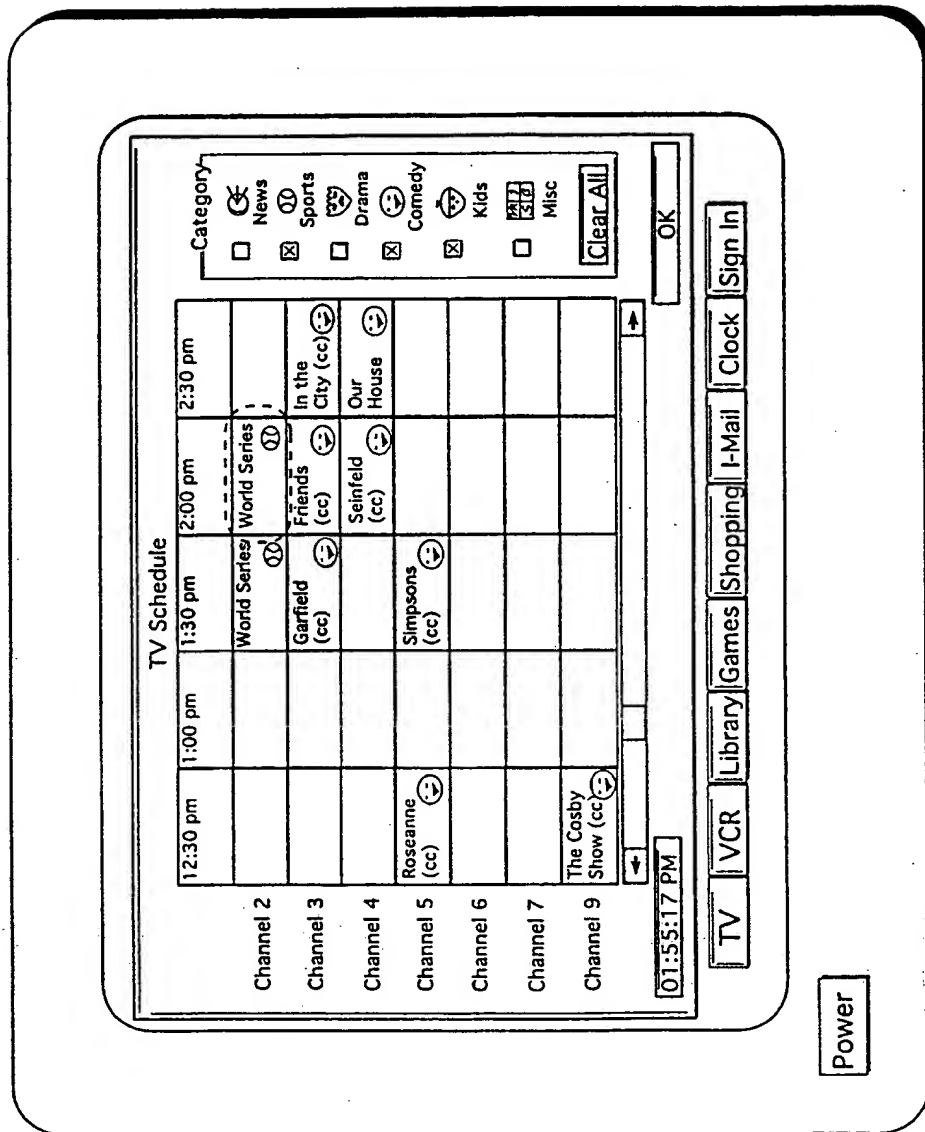 TV Schedule
12:30 pm 1:00 pm 1:30 pm 2:00 pm 2:30 pm
Channel 2 World Series World Series
Channel 3 Garfield (cc) Friends (cc) In the City (cc)
Channel 4 Seinfeld (cc) Our House
Channel 5 Roseanne (cc) Simpsons (cc)
Channel 6
Channel 7
Channel 9 The Cosby Show (cc)
Category
News
Sports
Drama
Comedy
Kids
Misc
Clear All
01:55:17 PM OK
TV VCR Library Games Shopping I-Mail Clock Sign In
Power